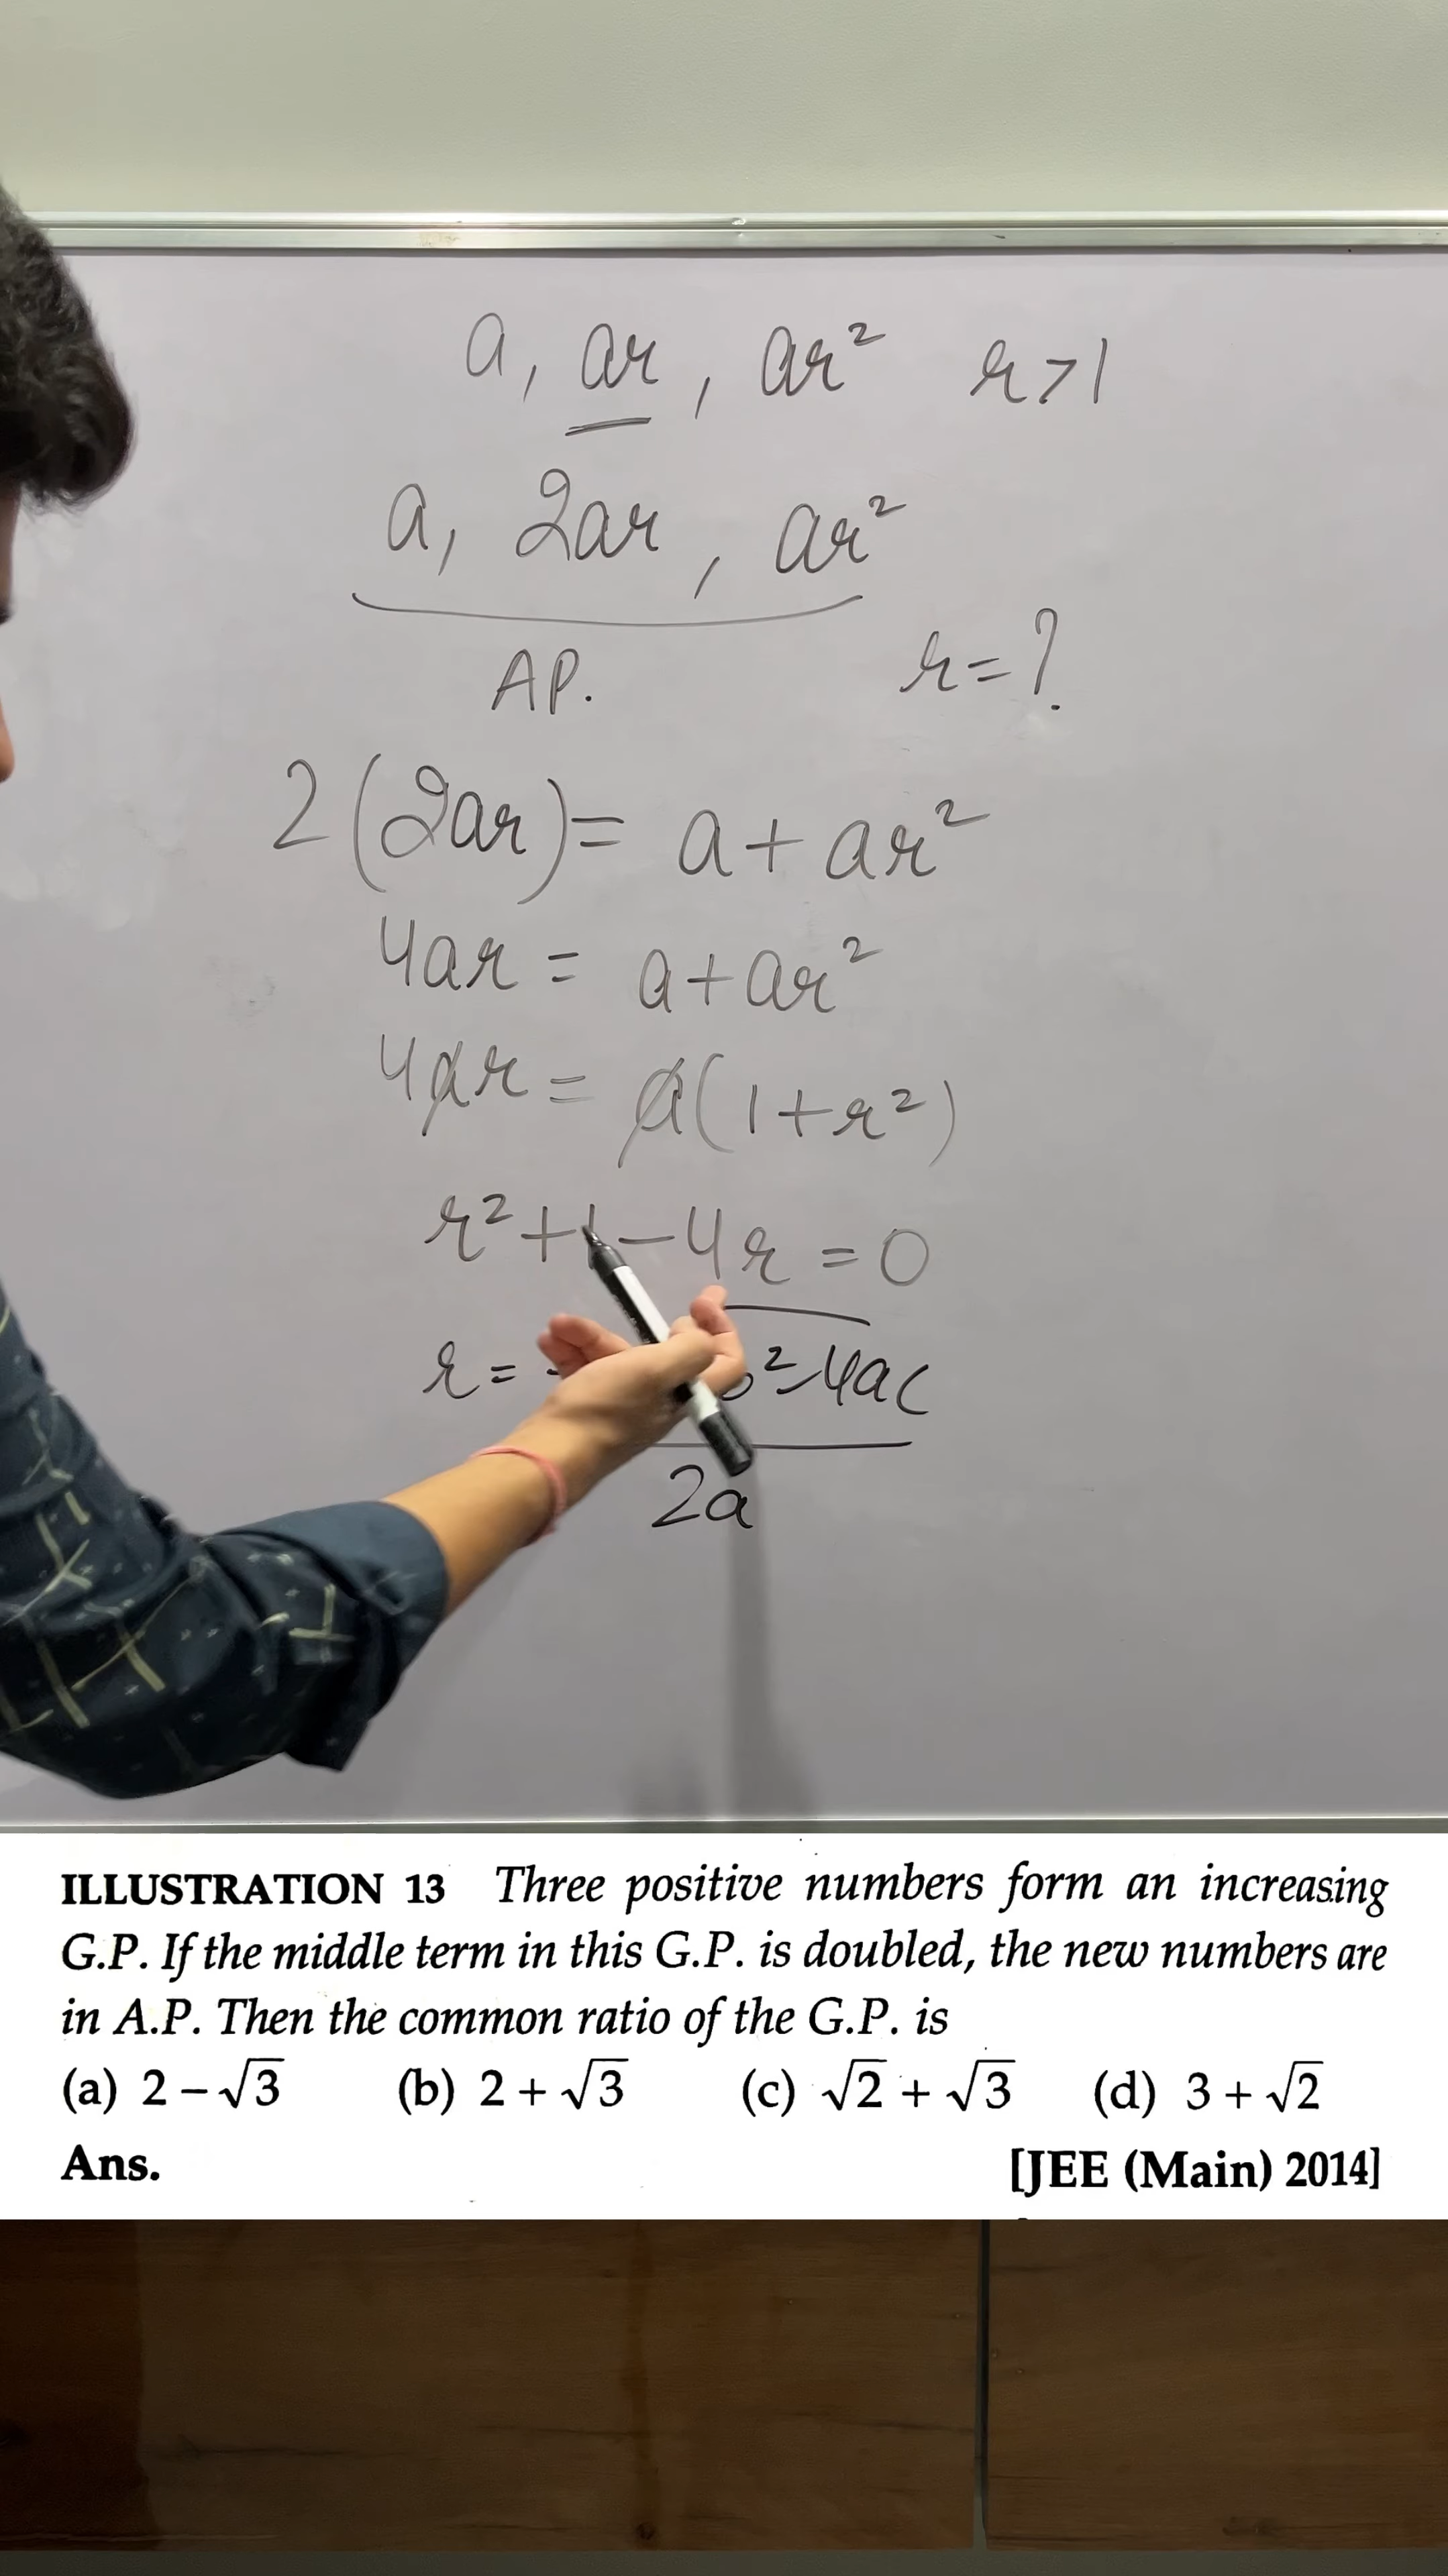 a, ar, ar² r>1
a, 2ar, ar²
AP. r=?
2(2ar)= a+ar²
4ar = a+ar²
4ar = a(1+r²)
r²+1-4r=0
r= b²-4ac
2a
ILLUSTRATION 13 Three positive numbers form an increasing
G.P. If the middle term in this G.P. is doubled, the new numbers are
in A.P. Then the common ratio of the G.P. is
(a) 2-√3 (b) 2+√3 (c) √2+√3 (d) 3+√2
Ans. [JEE (Main) 2014]